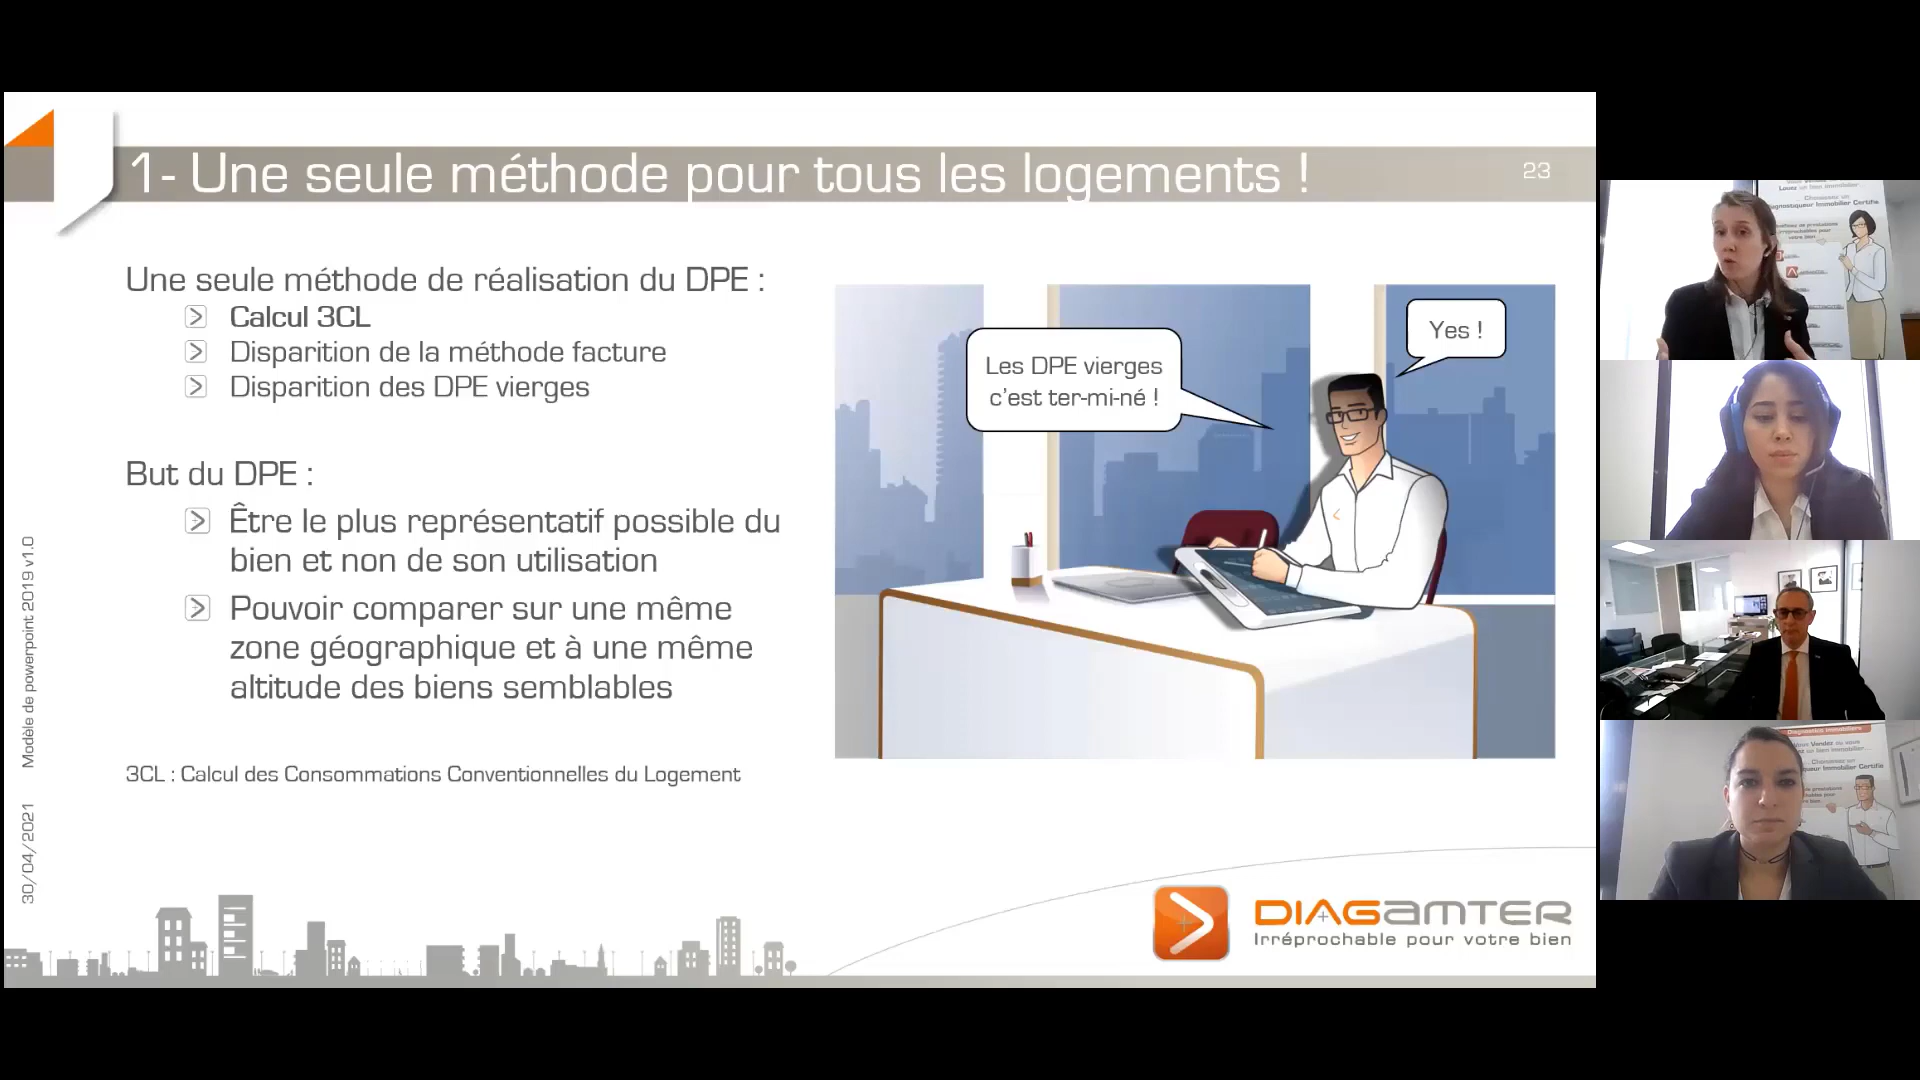 1- Une seule méthode pour tous les logements !
23
Une seule méthode de réalisation du DPE :
Calcul 3CL
Disparition de la méthode facture
Disparition des DPE vierges
But du DPE :
Être le plus représentatif possible du
bien et non de son utilisation
Pouvoir comparer sur une même
zone géographique et à une même
altitude des biens semblables
3CL : Calcul des Consommations Conventionnelles du Logement
Les DPE vierges
c'est ter-mi-né !
Yes !
30/04/2021 Modèle de powerpoint 2019 v1.0
DIAGAMTER
Irréprochable pour votre bien
Diagnostics immobiliers